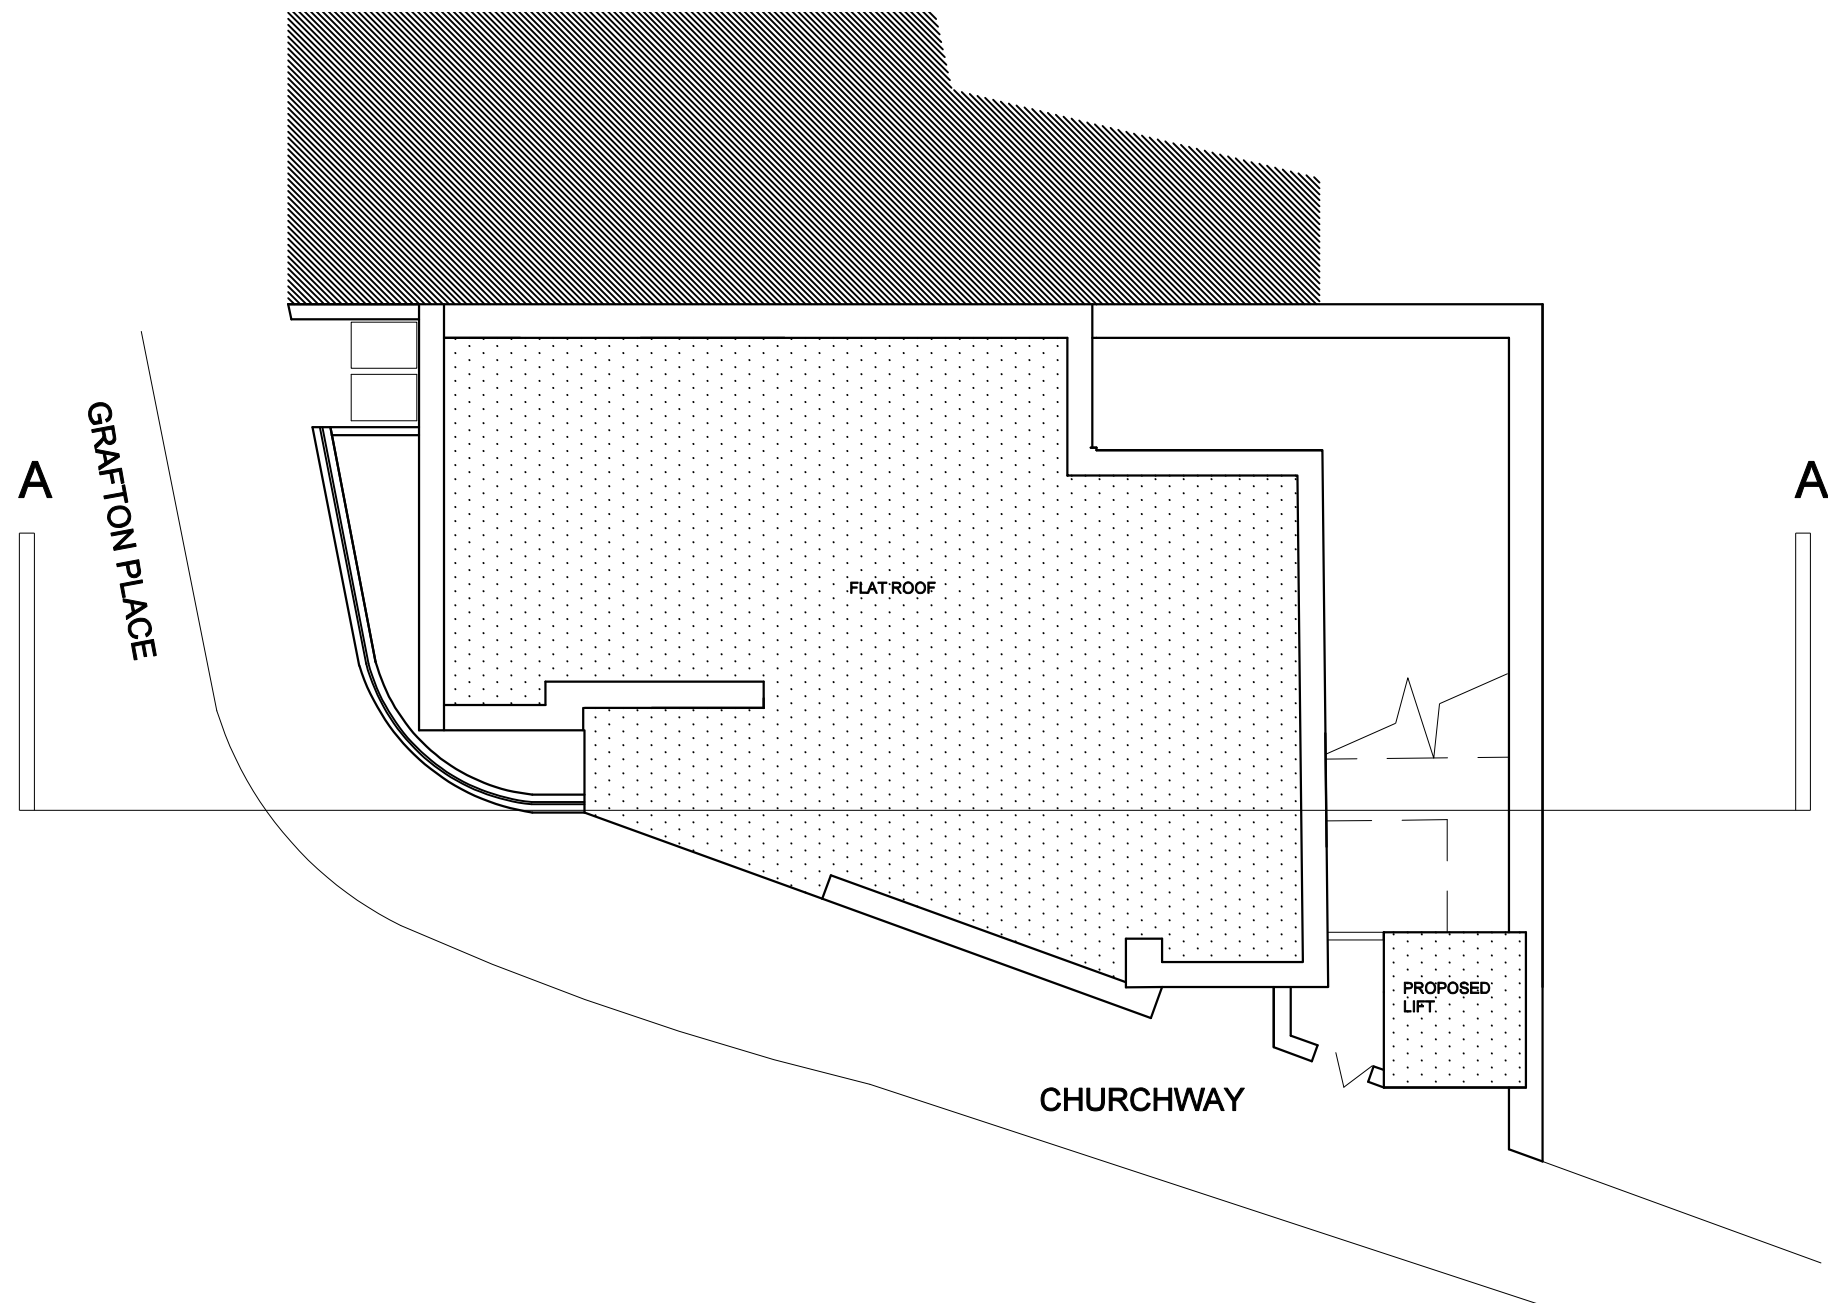 GRAFTON PLACE
A
A
FLAT ROOF
PROPOSED
LIFT
CHURCHWAY